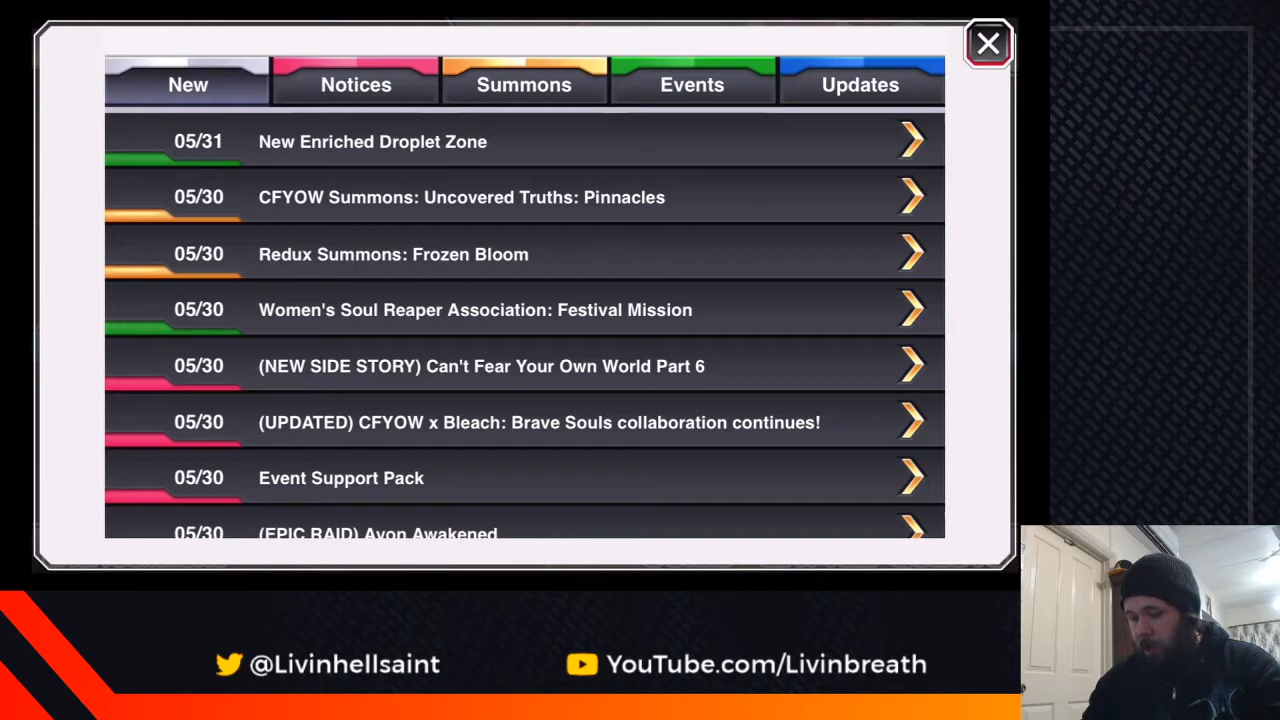 New
Notices
Summons
Events
Updates
05/31 New Enriched Droplet Zone
05/30 CFYOW Summons: Uncovered Truths: Pinnacles
05/30 Redux Summons: Frozen Bloom
05/30 Women's Soul Reaper Association: Festival Mission
05/30 (NEW SIDE STORY) Can't Fear Your Own World Part 6
05/30 (UPDATED) CFYOW x Bleach: Brave Souls collaboration continues!
05/30 Event Support Pack
05/30 (EPIC RAID) Ayon Awakened
@Livinhellsaint
YouTube.com/Livinbreath